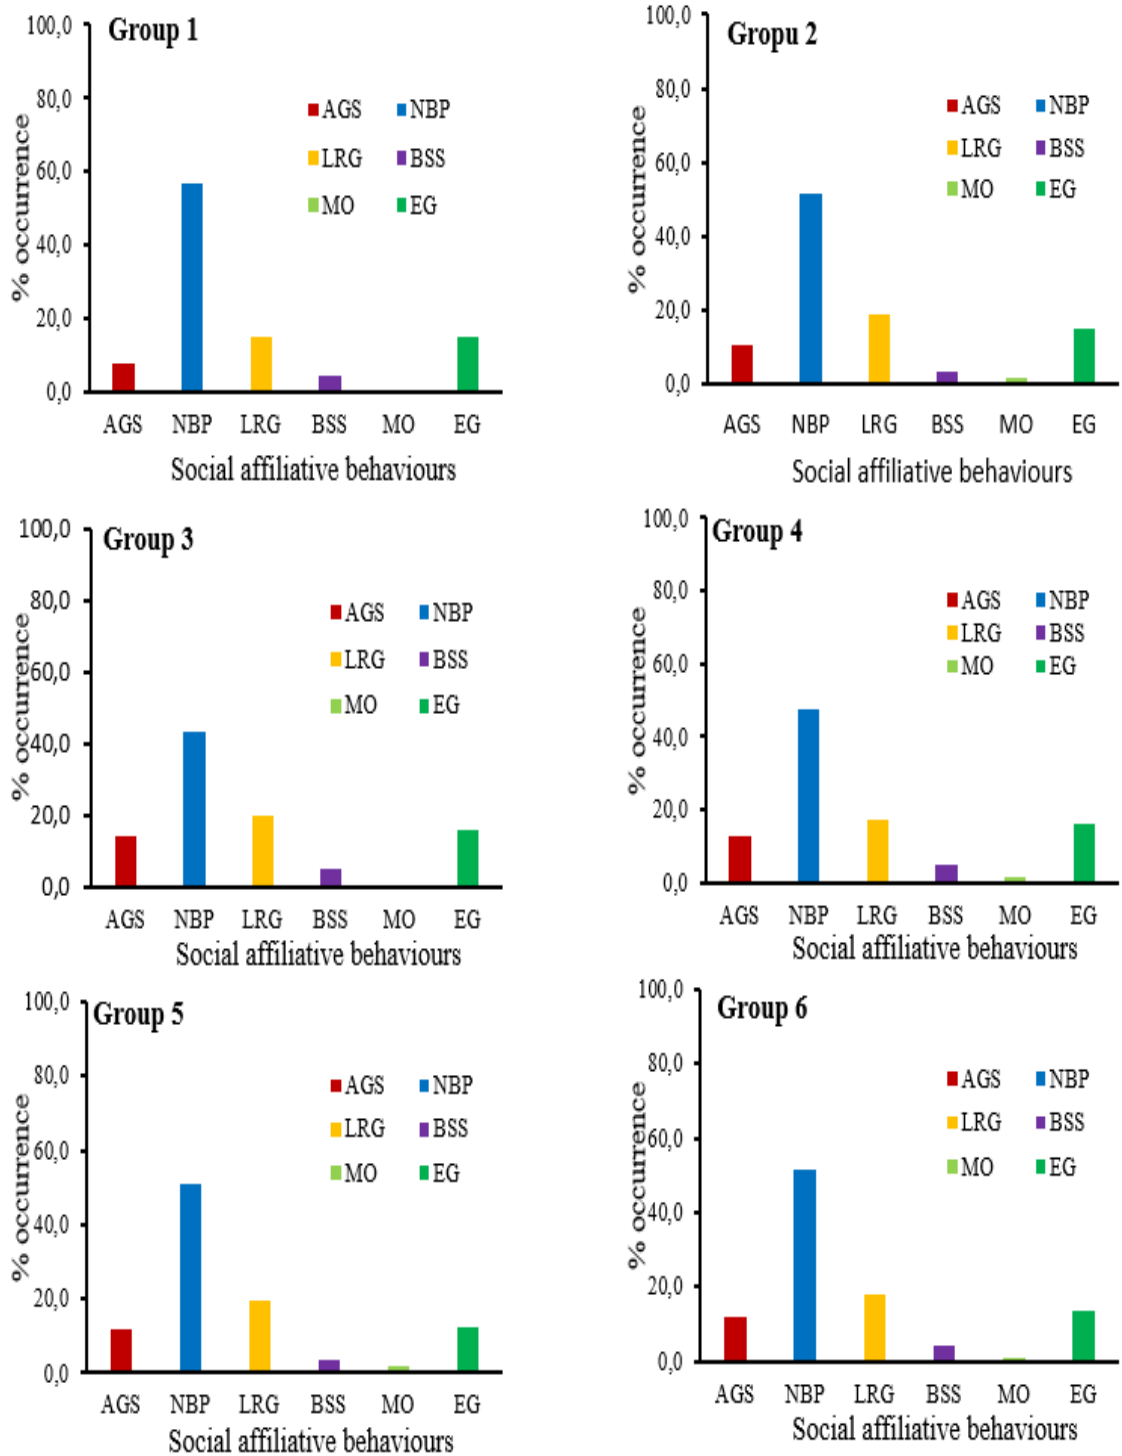 Group 1
% occurrence
100,0
80,0
60,0
40,0
20,0
0,0
AGS NBP
LRG BSS
MO EG
AGS NBP LRG BSS MO EG
Social affiliative behaviours
Gropu 2
% occurrence
100,0
80,0
60,0
40,0
20,0
0,0
AGS NBP
LRG BSS
MO EG
AGS NBP LRG BSS MO EG
Social affiliative behaviours
Group 3
% occurrence
100,0
80,0
60,0
40,0
20,0
0,0
AGS NBP
LRG BSS
MO EG
AGS NBP LRG BSS MO EG
Social affiliative behaviours
Group 4
% occurrence
100,0
80,0
60,0
40,0
20,0
0,0
AGS NBP
LRG BSS
MO EG
AGS NBP LRG BSS MO EG
Social affiliative behaviours
Group 5
% occurrence
100,0
80,0
60,0
40,0
20,0
0,0
AGS NBP
LRG BSS
MO EG
AGS NBP LRG BSS MO EG
Social affiliative behaviours
Group 6
% occurrence
100,0
80,0
60,0
40,0
20,0
0,0
AGS NBP
LRG BSS
MO EG
AGS NBP LRG BSS MO EG
Social affiliative behaviours